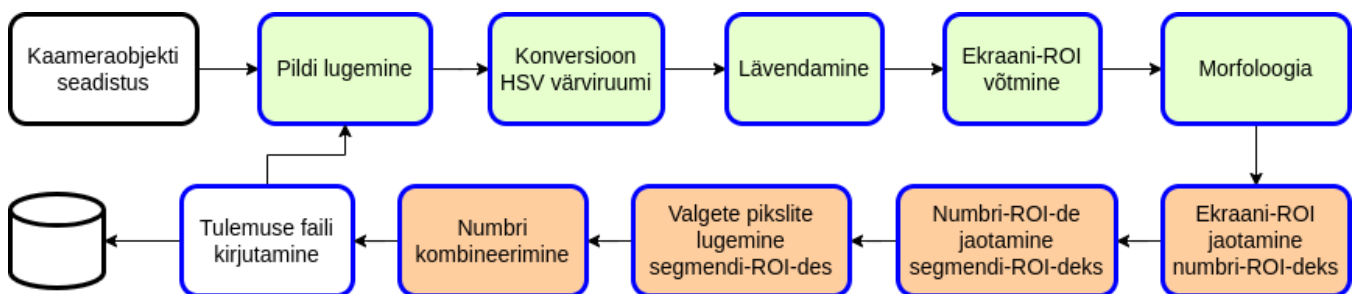 Kaameraobjekti
seadistus
Pildi lugemine
Konversioon
HSV värviruumi
Lävendamine
Ekraani-ROI
võtmine
Morfoloogia
Ekraani-ROI
jaotamine
numbri-ROI-deks
Numbri-ROI-de
jaotamine
segmendi-ROI-deks
Valgete pikslite
lugemine
segmendi-ROI-des
Numbri
kombineerimine
Tulemuse faili
kirjutamine